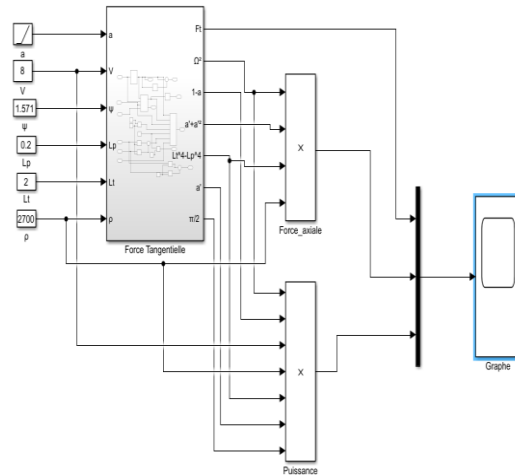 a
8
V
1.571
ψ
0.2
Lp
2
Lt
2700
ρ
a
V
ψ
Lp
Lt
ρ
Ft
Ω²
1-a
a'+a'²
Lt^4-Lp^4
a'
π/2
Force Tangentielle
X
Force_axiale
X
Puissance
Graphe